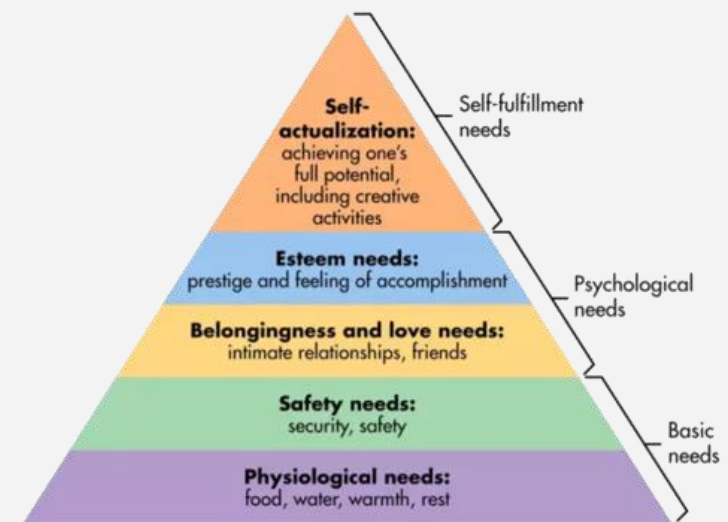 Self-
actualization:
achieving one's
full potential,
including creative
activities
Self-fulfillment
needs
Esteem needs:
prestige and feeling of accomplishment
Psychological
needs
Belongingness and love needs:
intimate relationships, friends
Safety needs:
security, safety
Basic
needs
Physiological needs:
food, water, warmth, rest